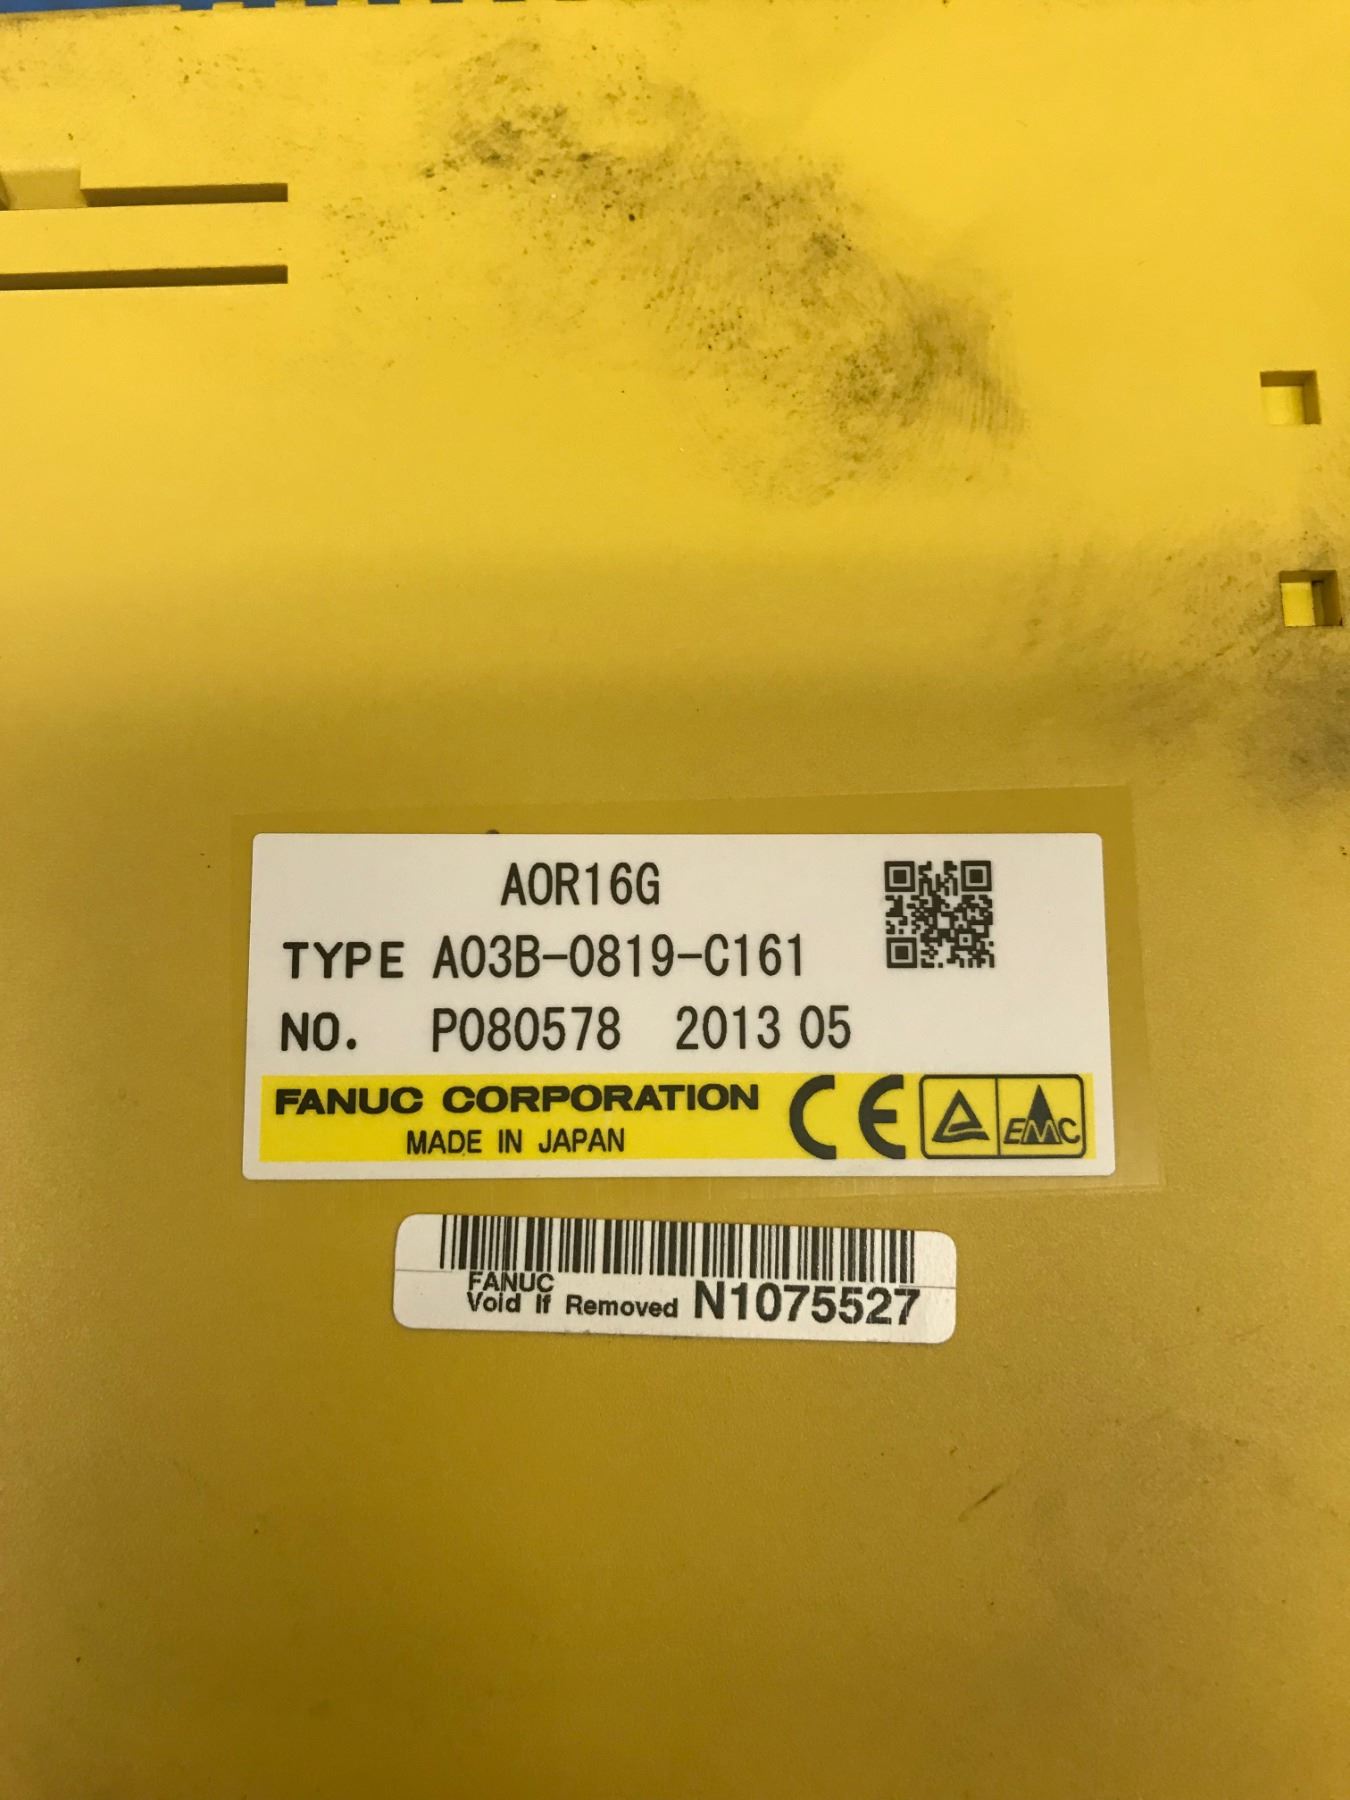 AOR16G
TYPE A03B-0819-C161
NO. P080578 2013 05
FANUC CORPORATION
MADE IN JAPAN
CE
EMC
FANUC
Void If Removed N1075527